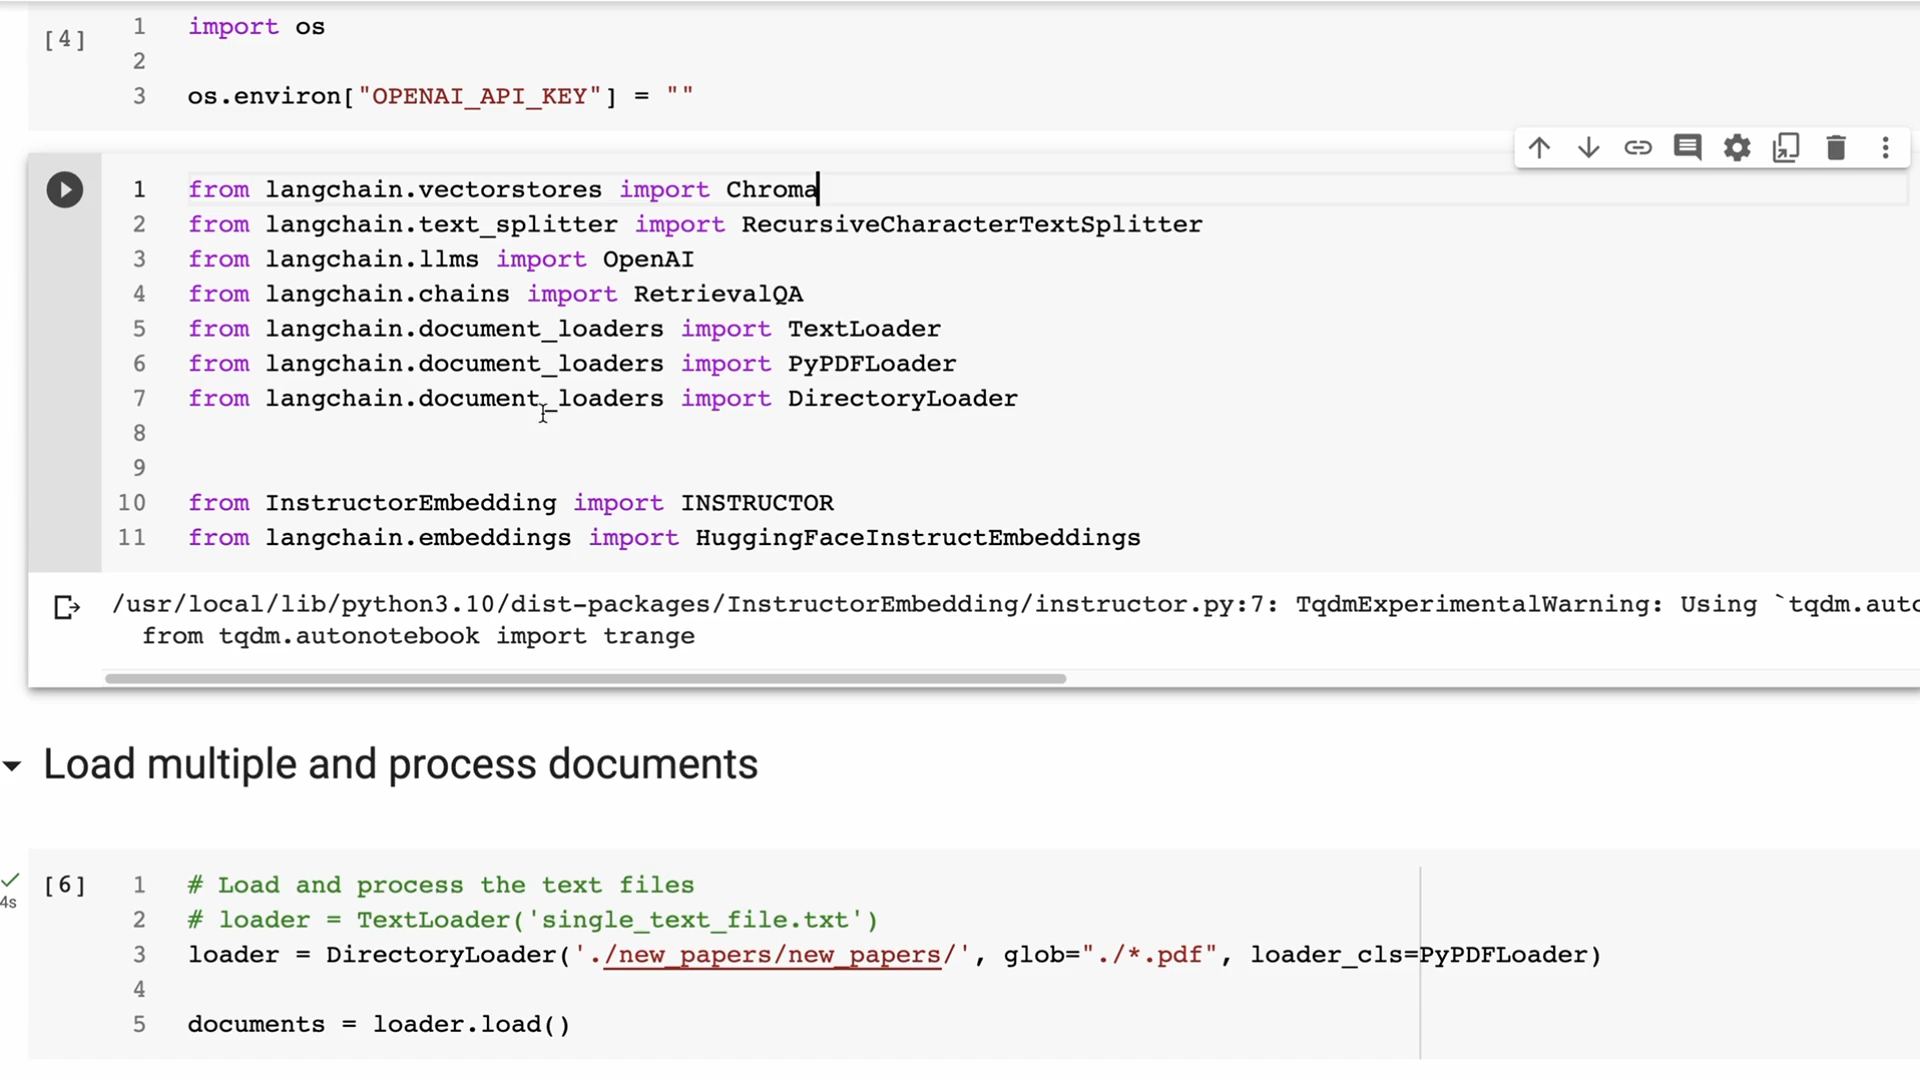 [4]
1 import os
2
3 os.environ["OPENAI_API_KEY"] = ""
1 from langchain.vectorstores import Chroma
2 from langchain.text_splitter import RecursiveCharacterTextSplitter
3 from langchain.llms import OpenAI
4 from langchain.chains import RetrievalQA
5 from langchain.document_loaders import TextLoader
6 from langchain.document_loaders import PyPDFLoader
7 from langchain.document_loaders import DirectoryLoader
8
9
10 from InstructorEmbedding import INSTRUCTOR
11 from langchain.embeddings import HuggingFaceInstructEmbeddings
/usr/local/lib/python3.10/dist-packages/InstructorEmbedding/instructor.py:7: TqdmExperimentalWarning: Using `tqdm.auto
from tqdm.autonotebook import trange
Load multiple and process documents
[6]
4s
1 # Load and process the text files
2 # loader = TextLoader('single_text_file.txt')
3 loader = DirectoryLoader('./new_papers/new_papers/', glob="./*.pdf", loader_cls=PyPDFLoader)
4
5 documents = loader.load()